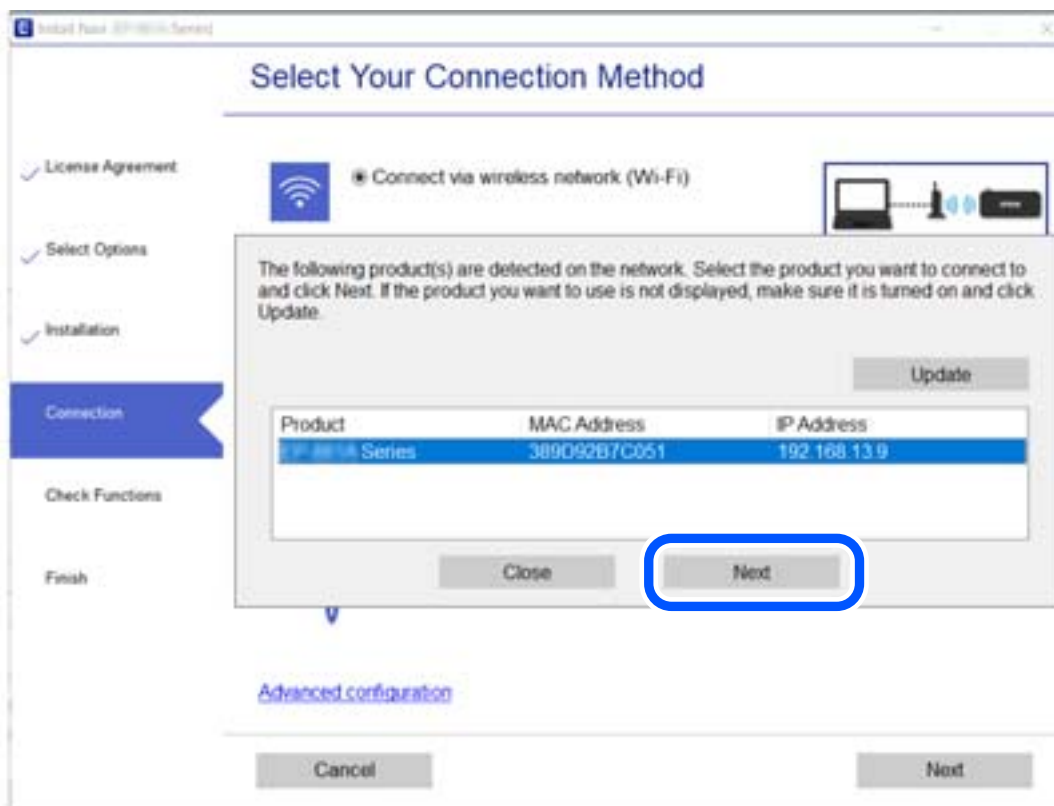 Series)
Select Your Connection Method
License Agreement
Select Options
Installation
Connection
Check Functions
Finish
Connect via wireless network (Wi-Fi)
The following product(s) are detected on the network. Select the product you want to connect to
and click Next. If the product you want to use is not displayed, make sure it is turned on and click
Update.
Update
Product MAC Address IP Address
Series 389D92B7C051 192.168.13.9
Close Next
Advanced configuration
Cancel Next